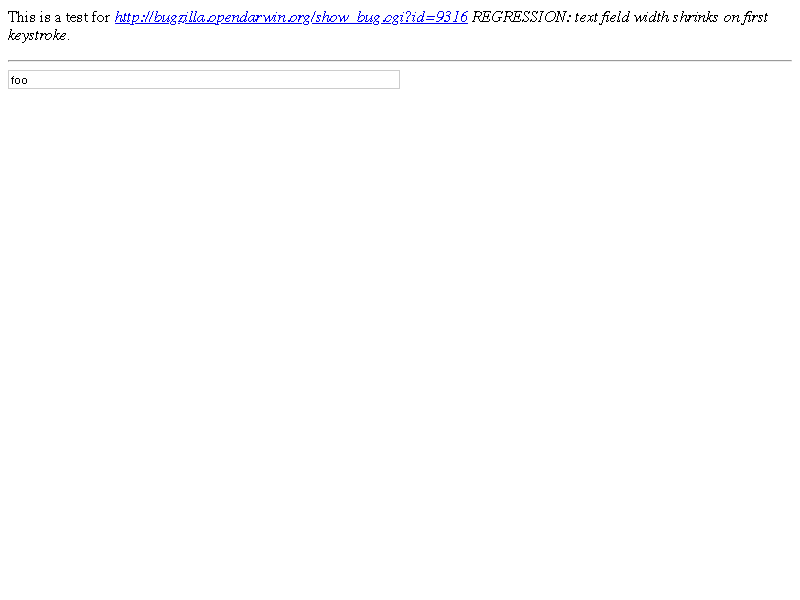 This is a test for http://bugzilla.opendarwin.org/show_bug.cgi?id=9316 REGRESSION: text field width shrinks on first
keystroke.
foo